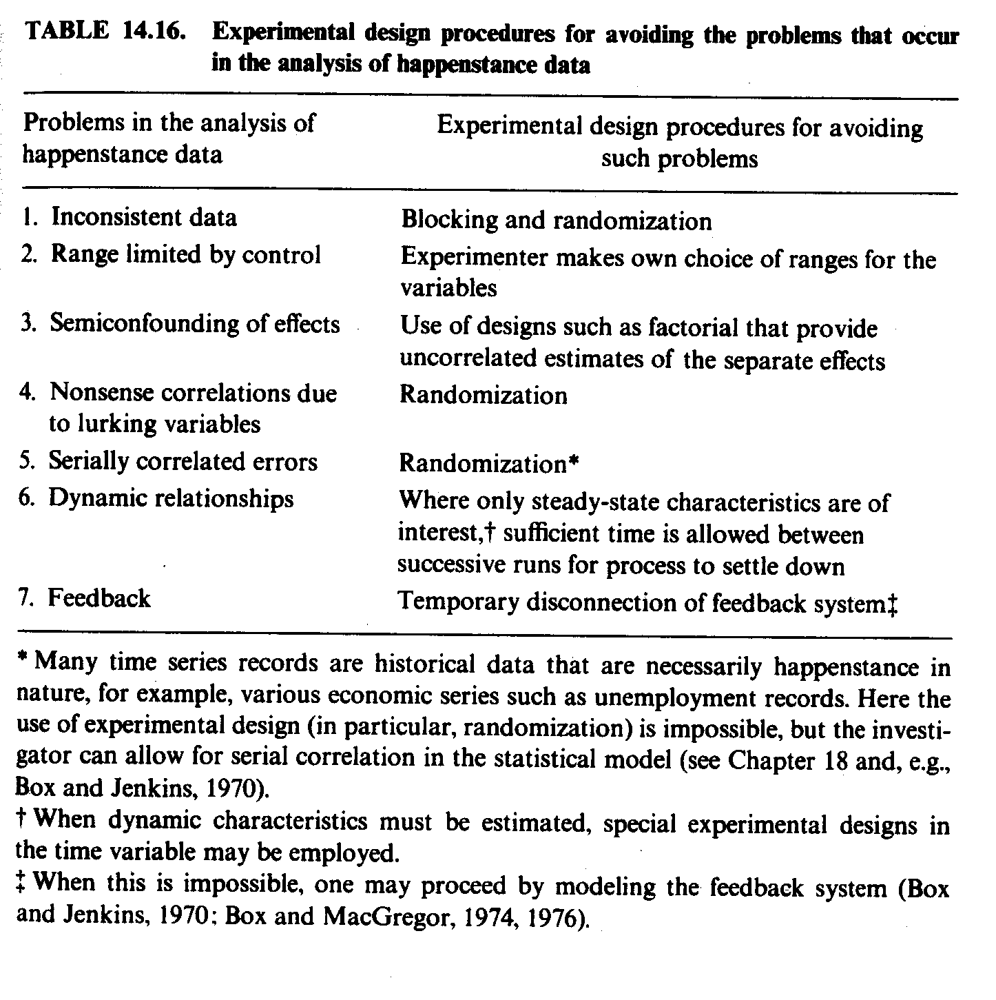 TABLE 14.16. Experimental design procedures for avoiding the problems that occur
in the analysis of happenstance data
Problems in the analysis of
happenstance data
Experimental design procedures for avoiding
such problems
1. Inconsistent data Blocking and randomization
2. Range limited by control Experimenter makes own choice of ranges for the
variables
3. Semiconfounding of effects Use of designs such as factorial that provide
uncorrelated estimates of the separate effects
4. Nonsense correlations due Randomization
to lurking variables
5. Serially correlated errors Randomization*
6. Dynamic relationships Where only steady-state characteristics are of
interest,† sufficient time is allowed between
successive runs for process to settle down
7. Feedback Temporary disconnection of feedback system‡
* Many time series records are historical data that are necessarily happenstance in
nature, for example, various economic series such as unemployment records. Here the
use of experimental design (in particular, randomization) is impossible, but the investi-
gator can allow for serial correlation in the statistical model (see Chapter 18 and, e.g.,
Box and Jenkins, 1970).
† When dynamic characteristics must be estimated, special experimental designs in
the time variable may be employed.
‡ When this is impossible, one may proceed by modeling the feedback system (Box
and Jenkins, 1970; Box and MacGregor, 1974, 1976).